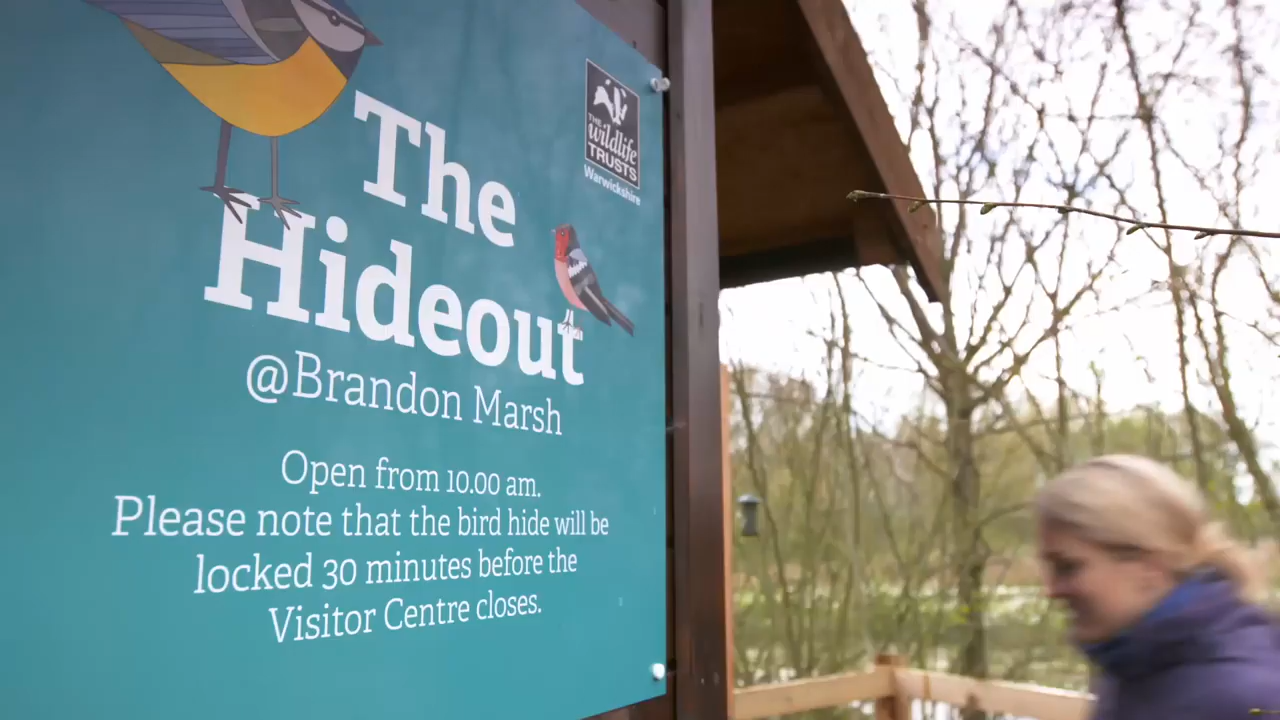 The
Hideout
@Brandon Marsh
Open from 10.00 am.
Please note that the bird hide will be
locked 30 minutes before the
Visitor Centre closes.
THE
wildlife
TRUSTS
Warwickshire